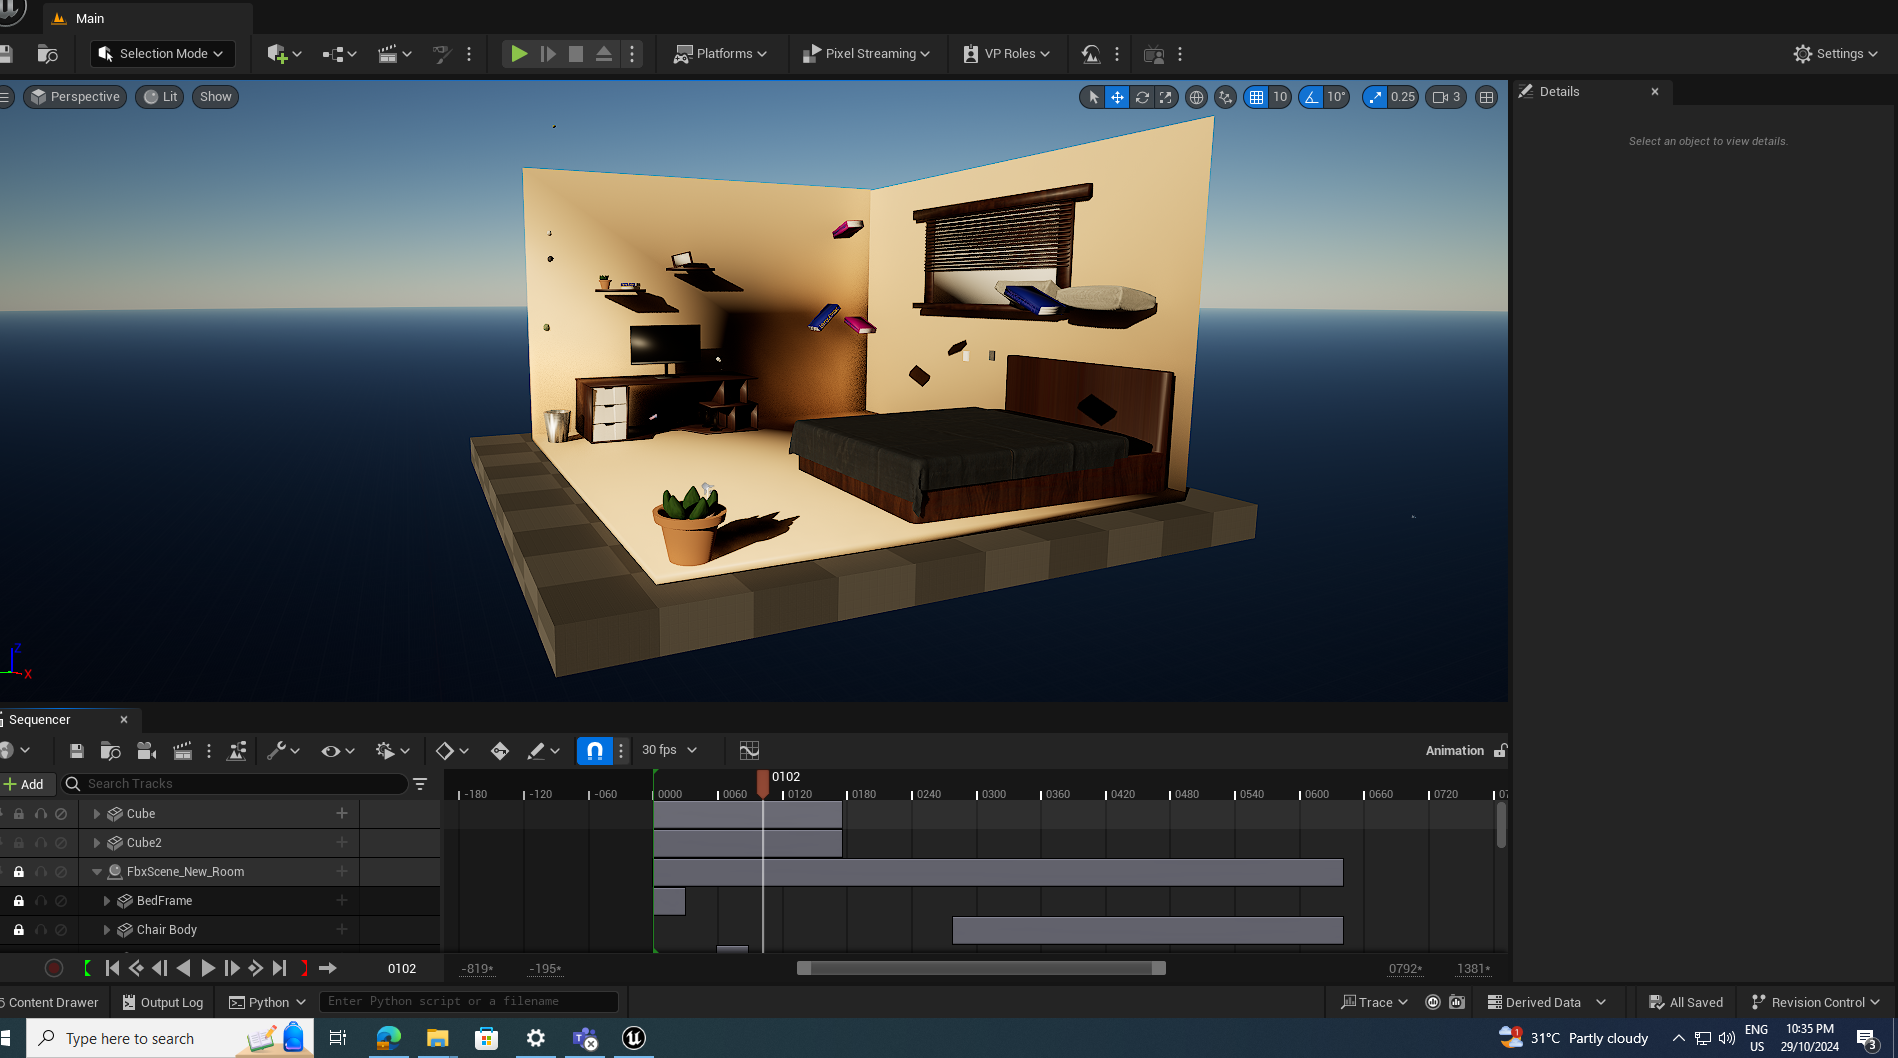 Main
Selection Mode
Platforms
Pixel Streaming
VP Roles
Settings
Perspective
Lit
Show
10
10°
0.25
3
Details
Select an object to view details.
Z
X
Sequencer
30 fps
Animation
Add
Search Tracks
0102
-180
-120
-060
0000
0060
0120
0180
0240
0300
0360
0420
0480
0540
0600
0660
0720
Cube
Cube2
FbxScene_New_Room
BedFrame
Chair Body
0102
-819*
-195*
0792*
1381*
Content Drawer
Output Log
Python
Enter Python script or a filename
Trace
Derived Data
All Saved
Revision Control
Type here to search
1
31°C Partly cloudy
ENG
US
10:35 PM
29/10/2024
3